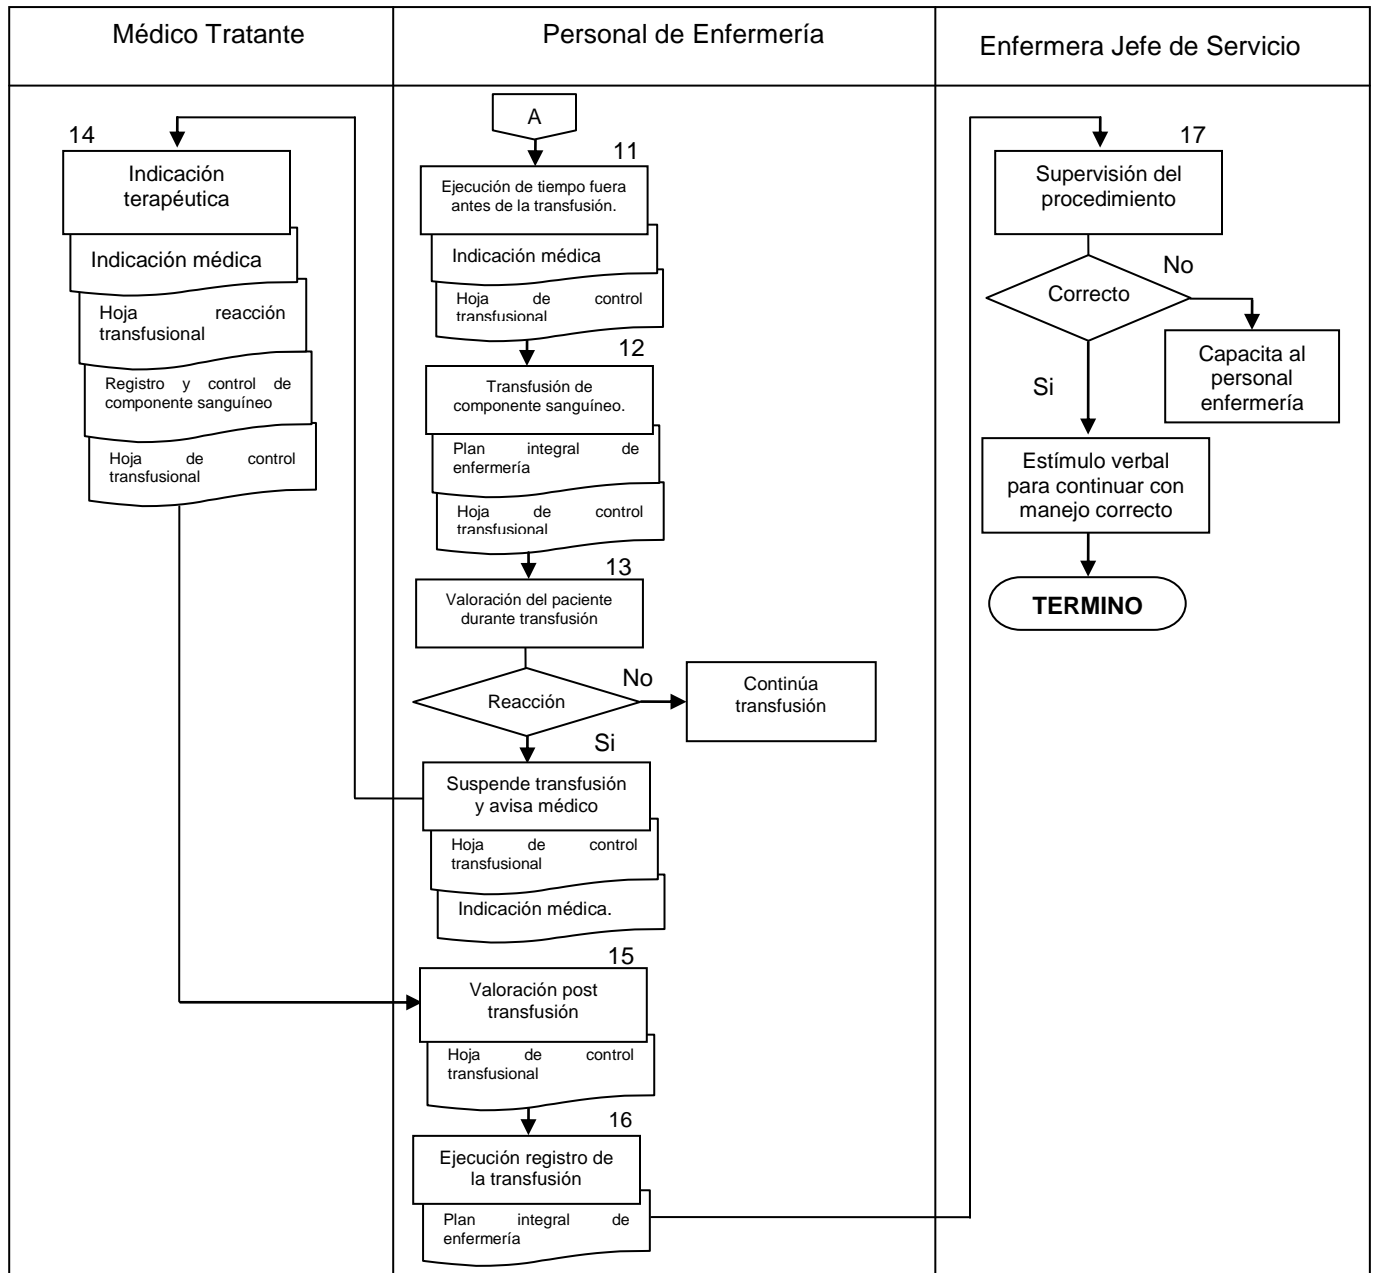 Médico Tratante
Personal de Enfermería
Enfermera Jefe de Servicio
14
Indicación
terapéutica
Indicación médica
Hoja reacción
transfusional
Registro y control de
componente sanguíneo
Hoja de control
transfusional
A
11
Ejecución de tiempo fuera
antes de la transfusión.
Indicación médica
Hoja de control
transfusional
12
Transfusión de
componente sanguíneo.
Plan integral de
enfermería
Hoja de control
transfusional
13
Valoración del paciente
durante transfusión
Reacción
No
Continúa
transfusión
Si
Suspende transfusión
y avisa médico
Hoja de control
transfusional
Indicación médica.
15
Valoración post
transfusión
Hoja de control
transfusional
16
Ejecución registro de
la transfusión
Plan integral de
enfermería
17
Supervisión del
procedimiento
Correcto
No
Capacita al
personal
enfermería
Si
Estímulo verbal
para continuar con
manejo correcto
TERMINO